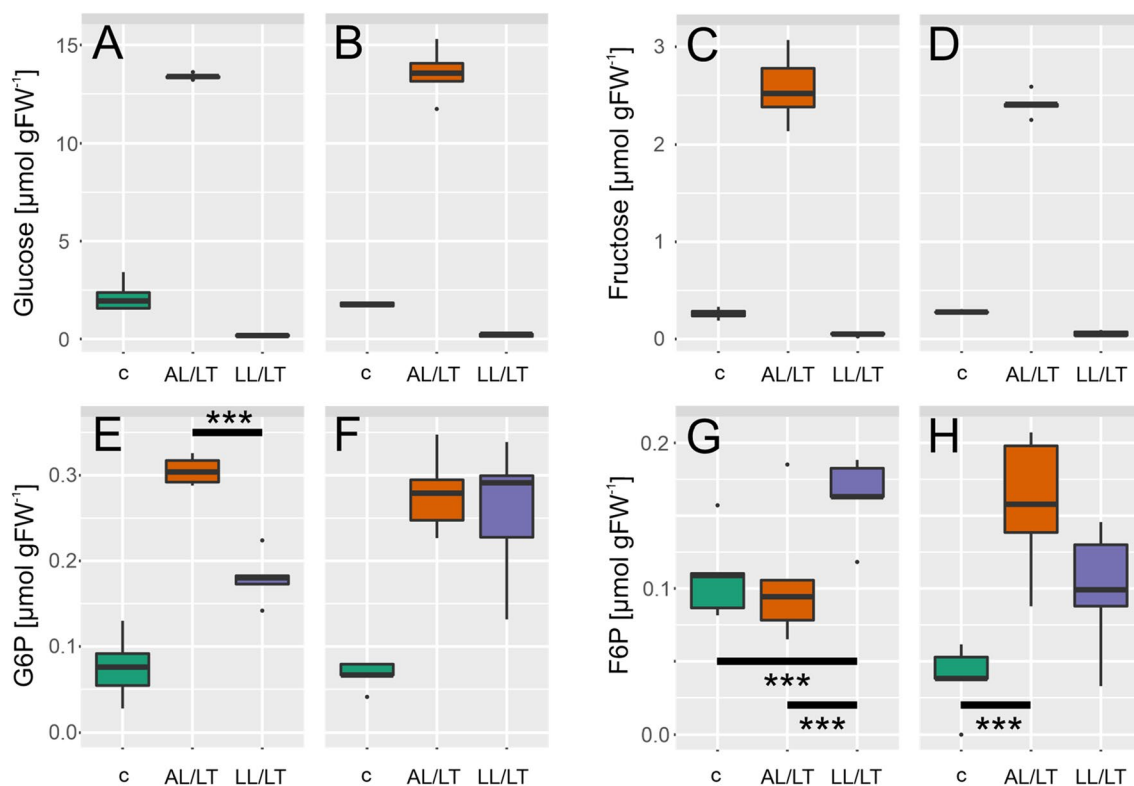 A
B
Glucose [µmol gFW⁻¹]
15
10
5
0
c AL/LT LL/LT
c AL/LT LL/LT
C
D
Fructose [µmol gFW⁻¹]
3
2
1
0
c AL/LT LL/LT
c AL/LT LL/LT
E
***
F
G6P [µmol gFW⁻¹]
0.3
0.2
0.1
0.0
c AL/LT LL/LT
c AL/LT LL/LT
G
H
F6P [µmol gFW⁻¹]
0.2
0.1
0.0
***
***
***
c AL/LT LL/LT
c AL/LT LL/LT